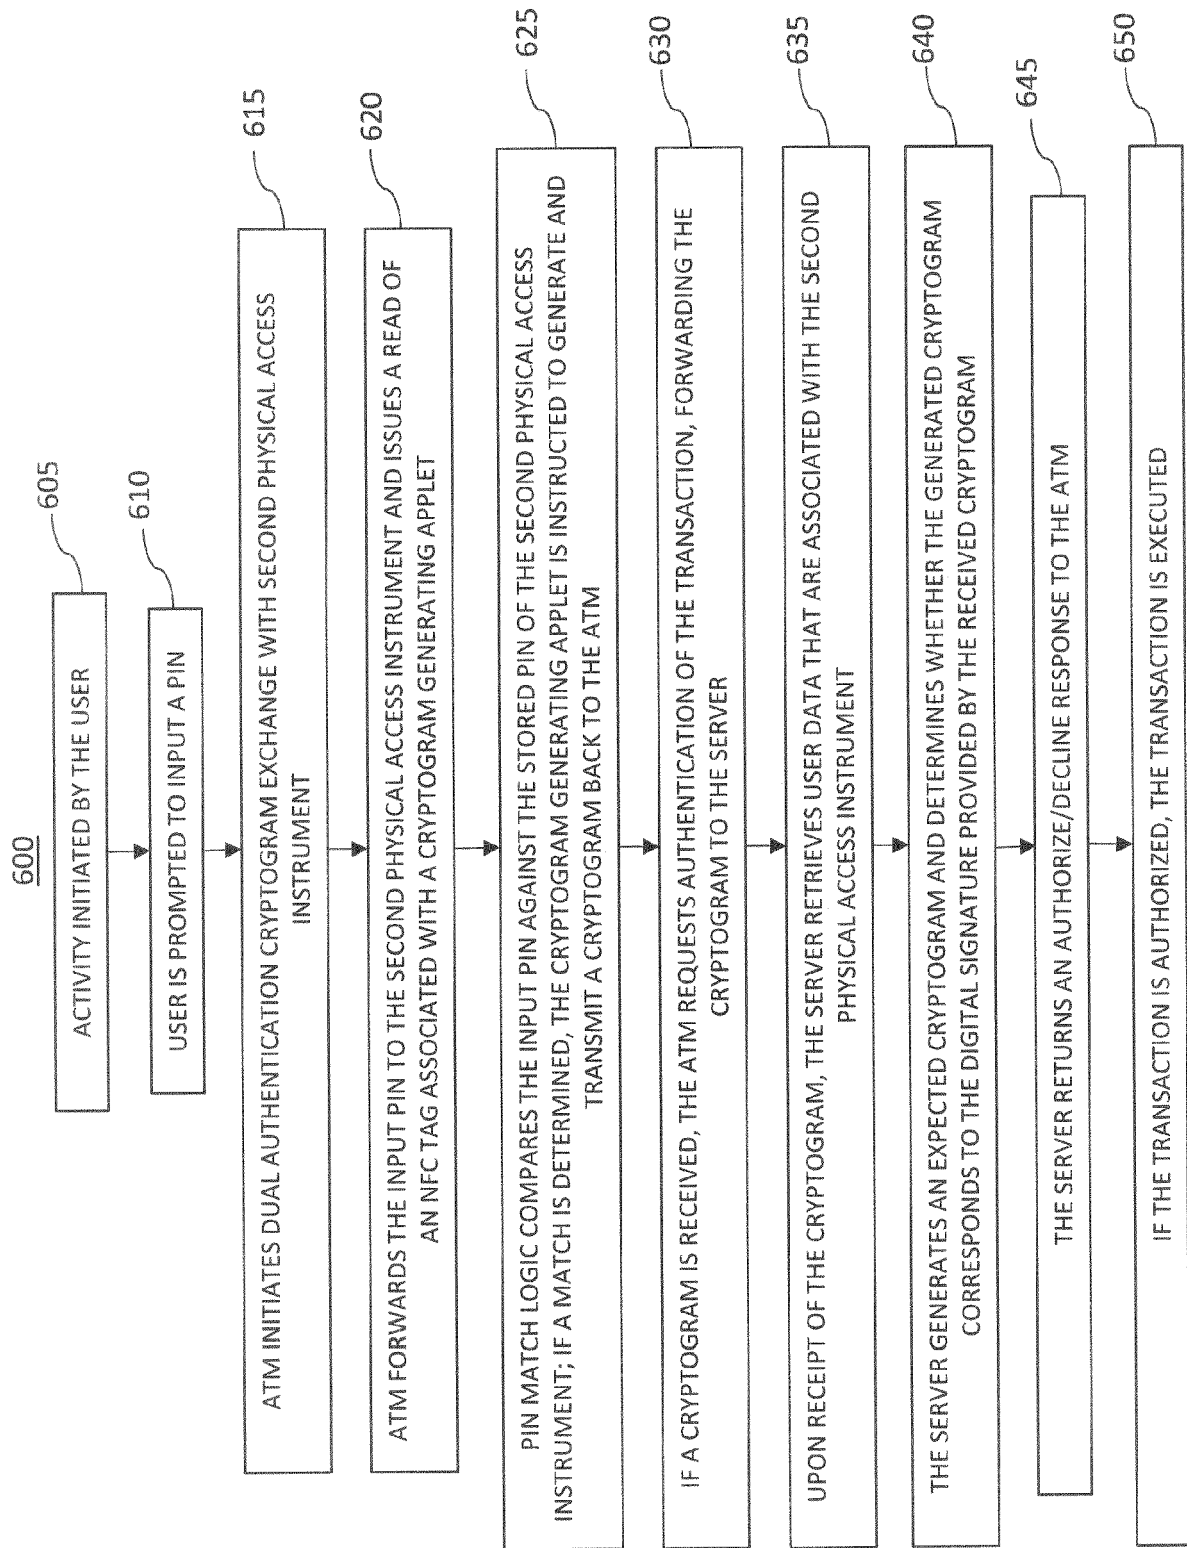 600
605
ACTIVITY INITIATED BY THE USER
610
USER IS PROMPTED TO INPUT A PIN
615
ATM INITIATES DUAL AUTHENTICATION CRYPTOGRAM EXCHANGE WITH SECOND PHYSICAL ACCESS
INSTRUMENT
620
ATM FORWARDS THE INPUT PIN TO THE SECOND PHYSICAL ACCESS INSTRUMENT AND ISSUES A READ OF
AN NFC TAG ASSOCIATED WITH A CRYPTOGRAM GENERATING APPLET
625
PIN MATCH LOGIC COMPARES THE INPUT PIN AGAINST THE STORED PIN OF THE SECOND PHYSICAL ACCESS
INSTRUMENT; IF A MATCH IS DETERMINED, THE CRYPTOGRAM GENERATING APPLET IS INSTRUCTED TO GENERATE AND
TRANSMIT A CRYPTOGRAM BACK TO THE ATM
630
IF A CRYPTOGRAM IS RECEIVED, THE ATM REQUESTS AUTHENTICATION OF THE TRANSACTION, FORWARDING THE
CRYPTOGRAM TO THE SERVER
635
UPON RECEIPT OF THE CRYPTOGRAM, THE SERVER RETRIEVES USER DATA THAT ARE ASSOCIATED WITH THE SECOND
PHYSICAL ACCESS INSTRUMENT
640
THE SERVER GENERATES AN EXPECTED CRYPTOGRAM AND DETERMINES WHETHER THE GENERATED CRYPTOGRAM
CORRESPONDS TO THE DIGITAL SIGNATURE PROVIDED BY THE RECEIVED CRYPTOGRAM
645
THE SERVER RETURNS AN AUTHORIZE/DECLINE RESPONSE TO THE ATM
650
IF THE TRANSACTION IS AUTHORIZED, THE TRANSACTION IS EXECUTED